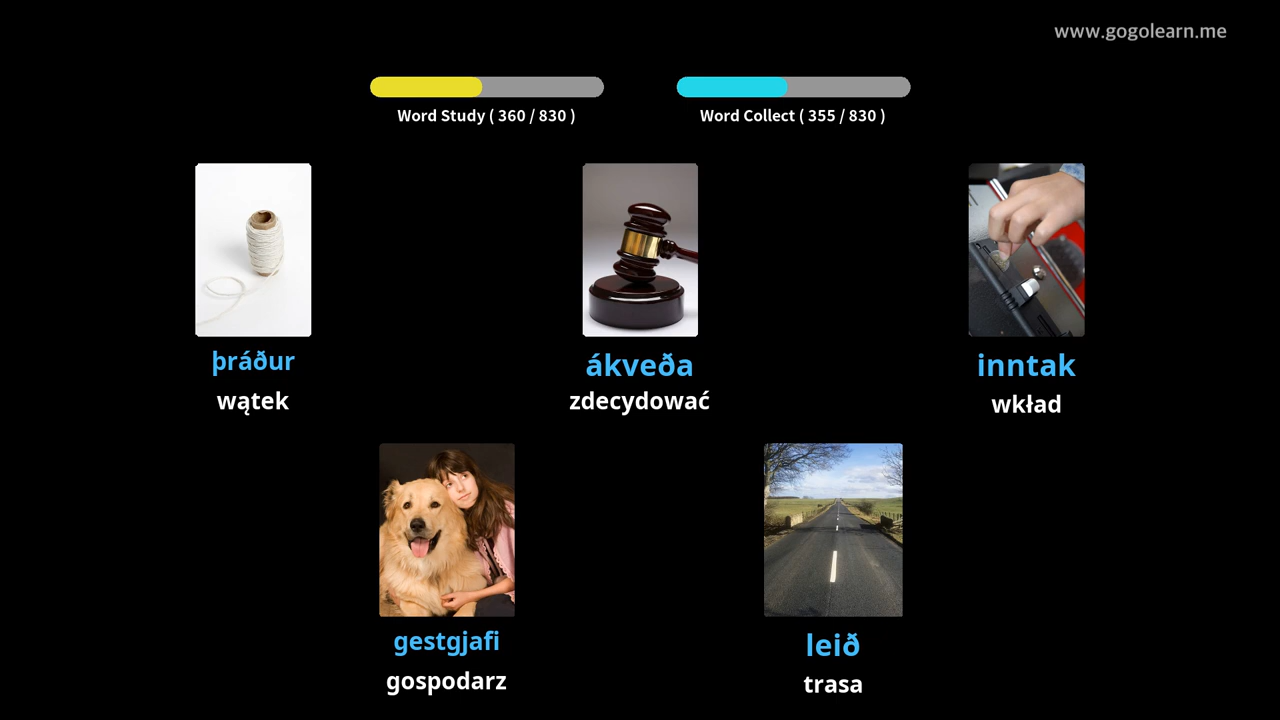 www.gogolearn.me
Word Study ( 360 / 830 )
Word Collect ( 355 / 830 )
þráður
wątek
ákveða
zdecydować
inntak
wkład
gestgjafi
gospodarz
leið
trasa